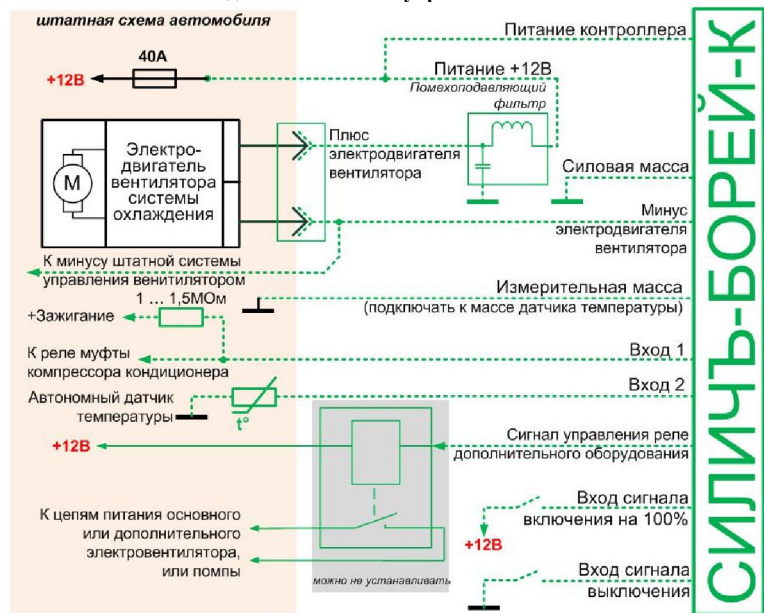 штатная схема автомобиля
Питание контроллера
40А
+12В
Питание +12В
Помехоподавляющий
фильтр
Электро-
двигатель
вентилятора
системы
охлаждения
М
Плюс
электродвигателя
вентилятора
Силовая масса
Минус
электродвигателя
вентилятора
К минусу штатной системы
управления венитилятором
1 ... 1,5МОм
Измерительная масса
(подключать к массе датчика температуры)
+Зажигание
К реле муфты
компрессора кондиционера
Вход 1
Автономный датчик
температуры
t°
Вход 2
+12В
Сигнал управления реле
дополнительного оборудования
К цепям питания основного
или дополнительного
электровентилятора,
или помпы
можно не устанавливать
Вход сигнала
включения на 100%
+12В
Вход сигнала
выключения
СИЛИЧЪ-БОРЕЙ-К